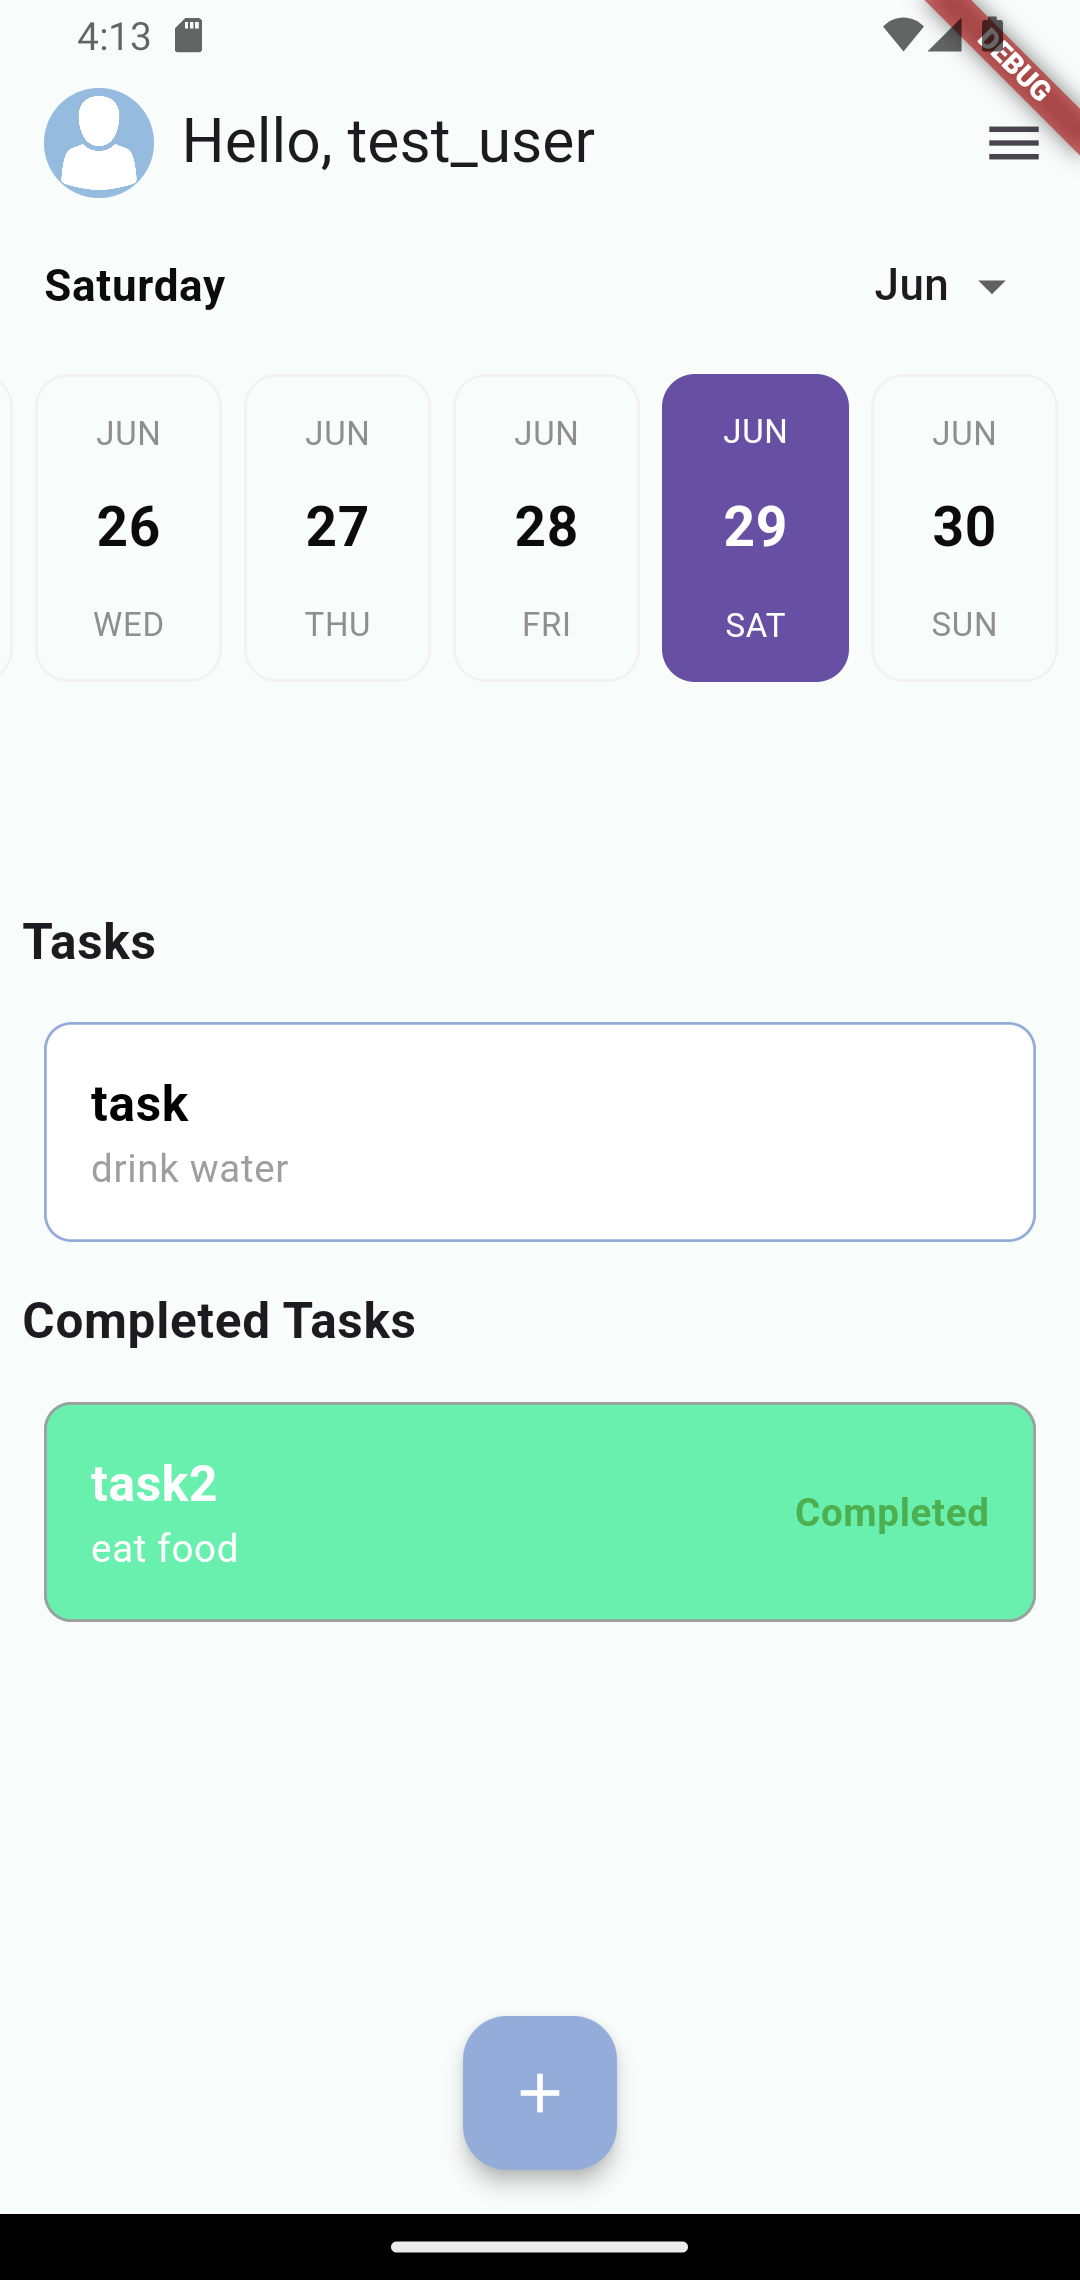 4:13
DEBUG
Hello, test_user
Saturday
Jun
JUN JUN JUN JUN JUN
26 27 28 29 30
WED THU FRI SAT SUN
Tasks
task
drink water
Completed Tasks
task2
eat food
Completed